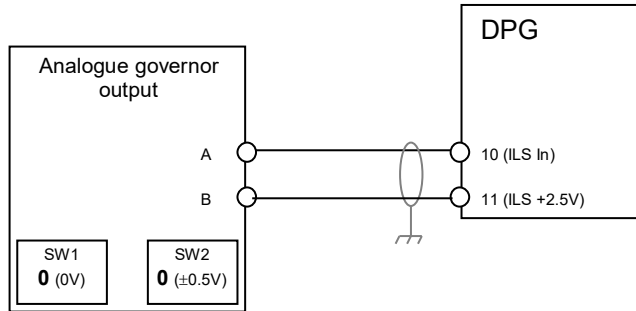 DPG
Analogue governor
output
A
10 (ILS In)
B
11 (ILS +2.5V)
SW1
0 (0V)
SW2
0 (±0.5V)